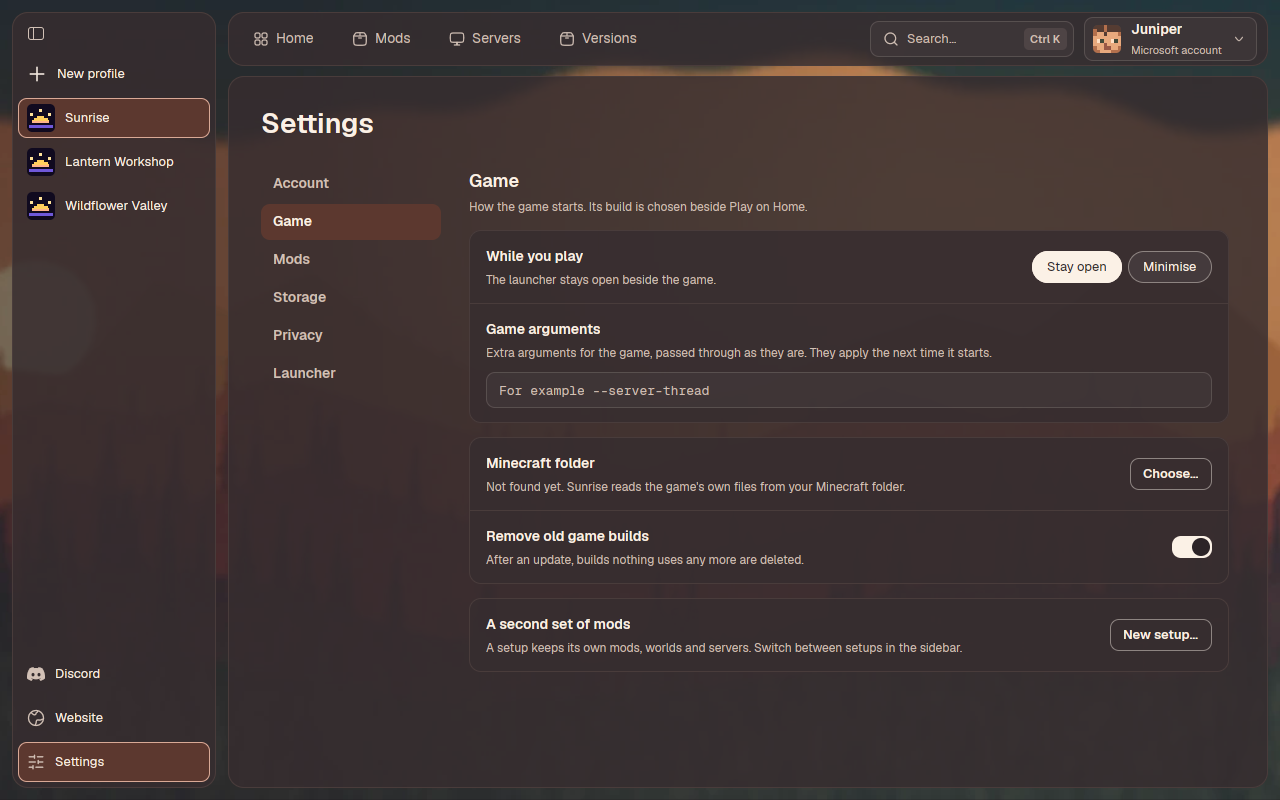 Home
Mods
Servers
Versions
Search...
Ctrl K
Juniper
Microsoft account
New profile
Sunrise
Lantern Workshop
Wildflower Valley
Discord
Website
Settings
Settings
Account
Game
Mods
Storage
Privacy
Launcher
Game
How the game starts. Its build is chosen beside Play on Home.
While you play
The launcher stays open beside the game.
Stay open
Minimise
Game arguments
Extra arguments for the game, passed through as they are. They apply the next time it starts.
For example --server-thread
Minecraft folder
Not found yet. Sunrise reads the game's own files from your Minecraft folder.
Choose...
Remove old game builds
After an update, builds nothing uses any more are deleted.
A second set of mods
A setup keeps its own mods, worlds and servers. Switch between setups in the sidebar.
New setup...